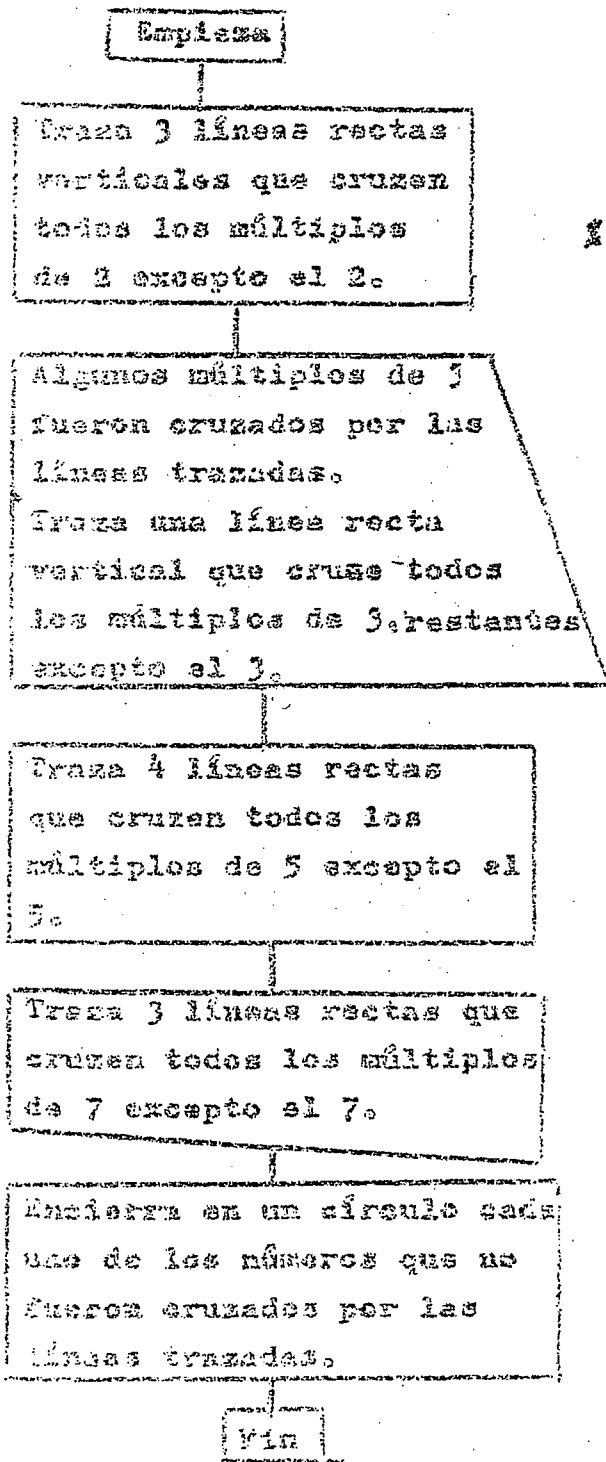 Empieza
Traza 3 líneas rectas
verticales que cruzen
todos los múltiplos
de 2 excepto el 2.
Algunos múltiplos de 3
fueron cruzados por las
líneas trazadas.
Traza una línea recta
vertical que cruze todos
los múltiplos de 3 restantes
excepto el 3.
Traza 4 líneas rectas
que cruzen todos los
múltiplos de 5 excepto el
5.
Traza 3 líneas rectas que
cruzen todos los múltiplos
de 7 excepto el 7.
Encierra en un círculo cada
uno de los números que no
fueron cruzados por las
líneas trazadas.
Fin